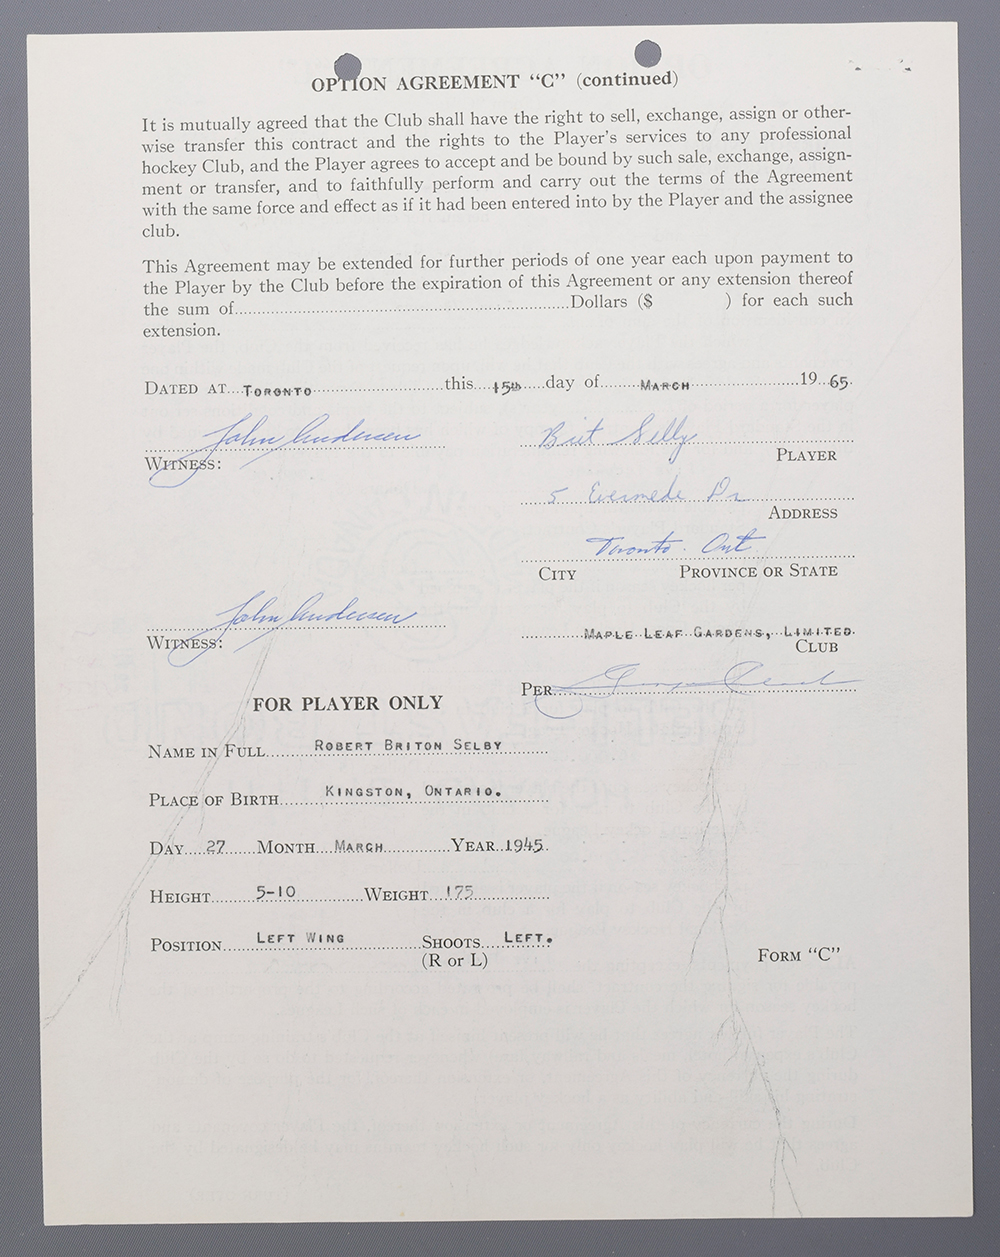 OPTION AGREEMENT "C" (continued)
It is mutually agreed that the Club shall have the right to sell, exchange, assign or other-
wise transfer this contract and the rights to the Player's services to any professional
hockey Club, and the Player agrees to accept and be bound by such sale, exchange, assign-
ment or transfer, and to faithfully perform and carry out the terms of the Agreement
with the same force and effect as if it had been entered into by the Player and the assignee
club.
This Agreement may be extended for further periods of one year each upon payment to
the Player by the Club before the expiration of this Agreement or any extension thereof
the sum of..........Dollars ($ ) for each such
extension.
DATED AT....TORONTO..........this....15th....day of........MARCH..........19..65.
John Andersen Brit Selby
WITNESS: PLAYER
5 Evermede Dr
ADDRESS
Toronto. Ont
CITY PROVINCE OR STATE
John Andersen
WITNESS: MAPLE LEAF GARDENS, LIMITED.
CLUB
PER
FOR PLAYER ONLY
NAME IN FULL........ROBERT BRITON SELBY
PLACE OF BIRTH........KINGSTON, ONTARIO.
DAY....27......MONTH....MARCH..........YEAR..1945.
HEIGHT........5-10..........WEIGHT...175
POSITION......LEFT WING..........SHOOTS....LEFT.
(R or L)
FORM "C"